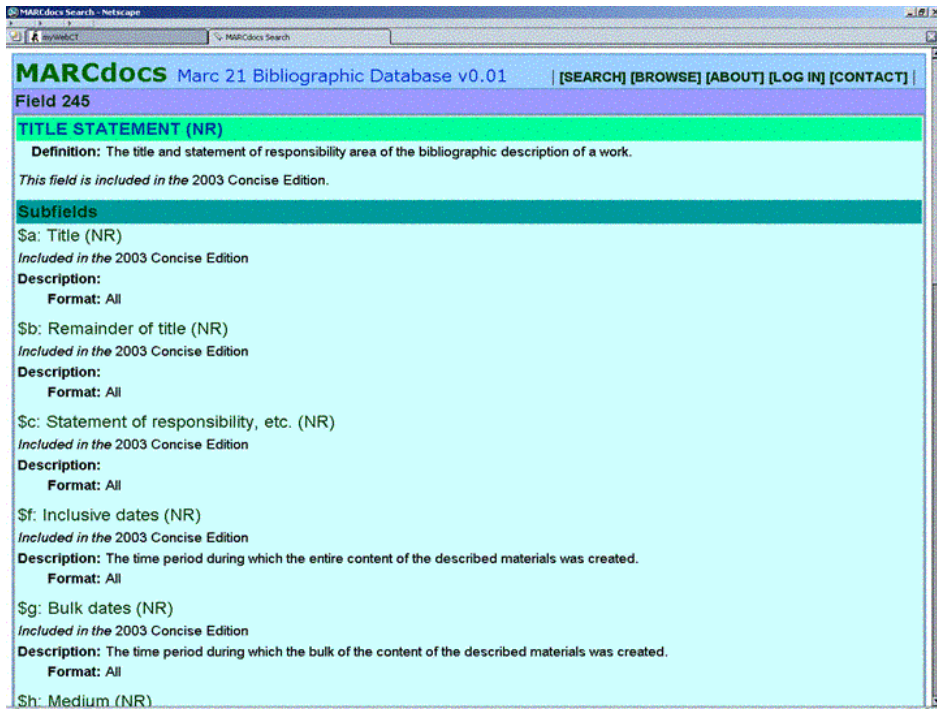 MARCdocs Search - Netscape
myWebCT
MARCdocs Search
MARCdocs Marc 21 Bibliographic Database v0.01 | [SEARCH] [BROWSE] [ABOUT] [LOG IN] [CONTACT] |
Field 245
TITLE STATEMENT (NR)
Definition: The title and statement of responsibility area of the bibliographic description of a work.
This field is included in the 2003 Concise Edition.
Subfields
$a: Title (NR)
Included in the 2003 Concise Edition
Description:
Format: All
$b: Remainder of title (NR)
Included in the 2003 Concise Edition
Description:
Format: All
$c: Statement of responsibility, etc. (NR)
Included in the 2003 Concise Edition
Description:
Format: All
$f: Inclusive dates (NR)
Included in the 2003 Concise Edition
Description: The time period during which the entire content of the described materials was created.
Format: All
$g: Bulk dates (NR)
Included in the 2003 Concise Edition
Description: The time period during which the bulk of the content of the described materials was created.
Format: All
$h: Medium (NR)